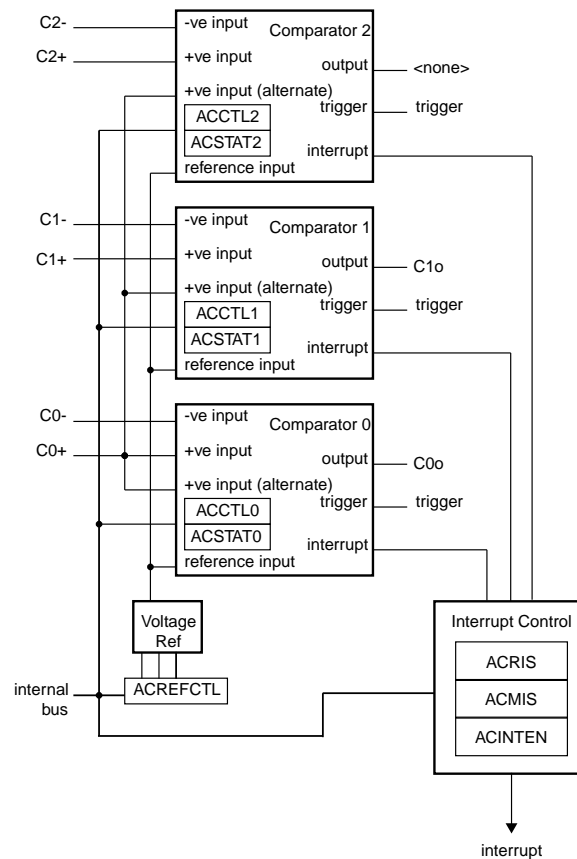 C2-
-ve input
Comparator 2
C2+
+ve input
output
<none>
+ve input (alternate)
trigger
trigger
ACCTL2
ACSTAT2
interrupt
reference input
C1-
-ve input
Comparator 1
C1+
+ve input
output
C1o
+ve input (alternate)
trigger
trigger
ACCTL1
ACSTAT1
interrupt
reference input
C0-
-ve input
Comparator 0
C0+
+ve input
output
C0o
+ve input (alternate)
trigger
trigger
ACCTL0
ACSTAT0
interrupt
reference input
Voltage
Ref
Interrupt Control
ACRIS
ACMIS
ACINTEN
internal
bus
ACREFCTL
interrupt